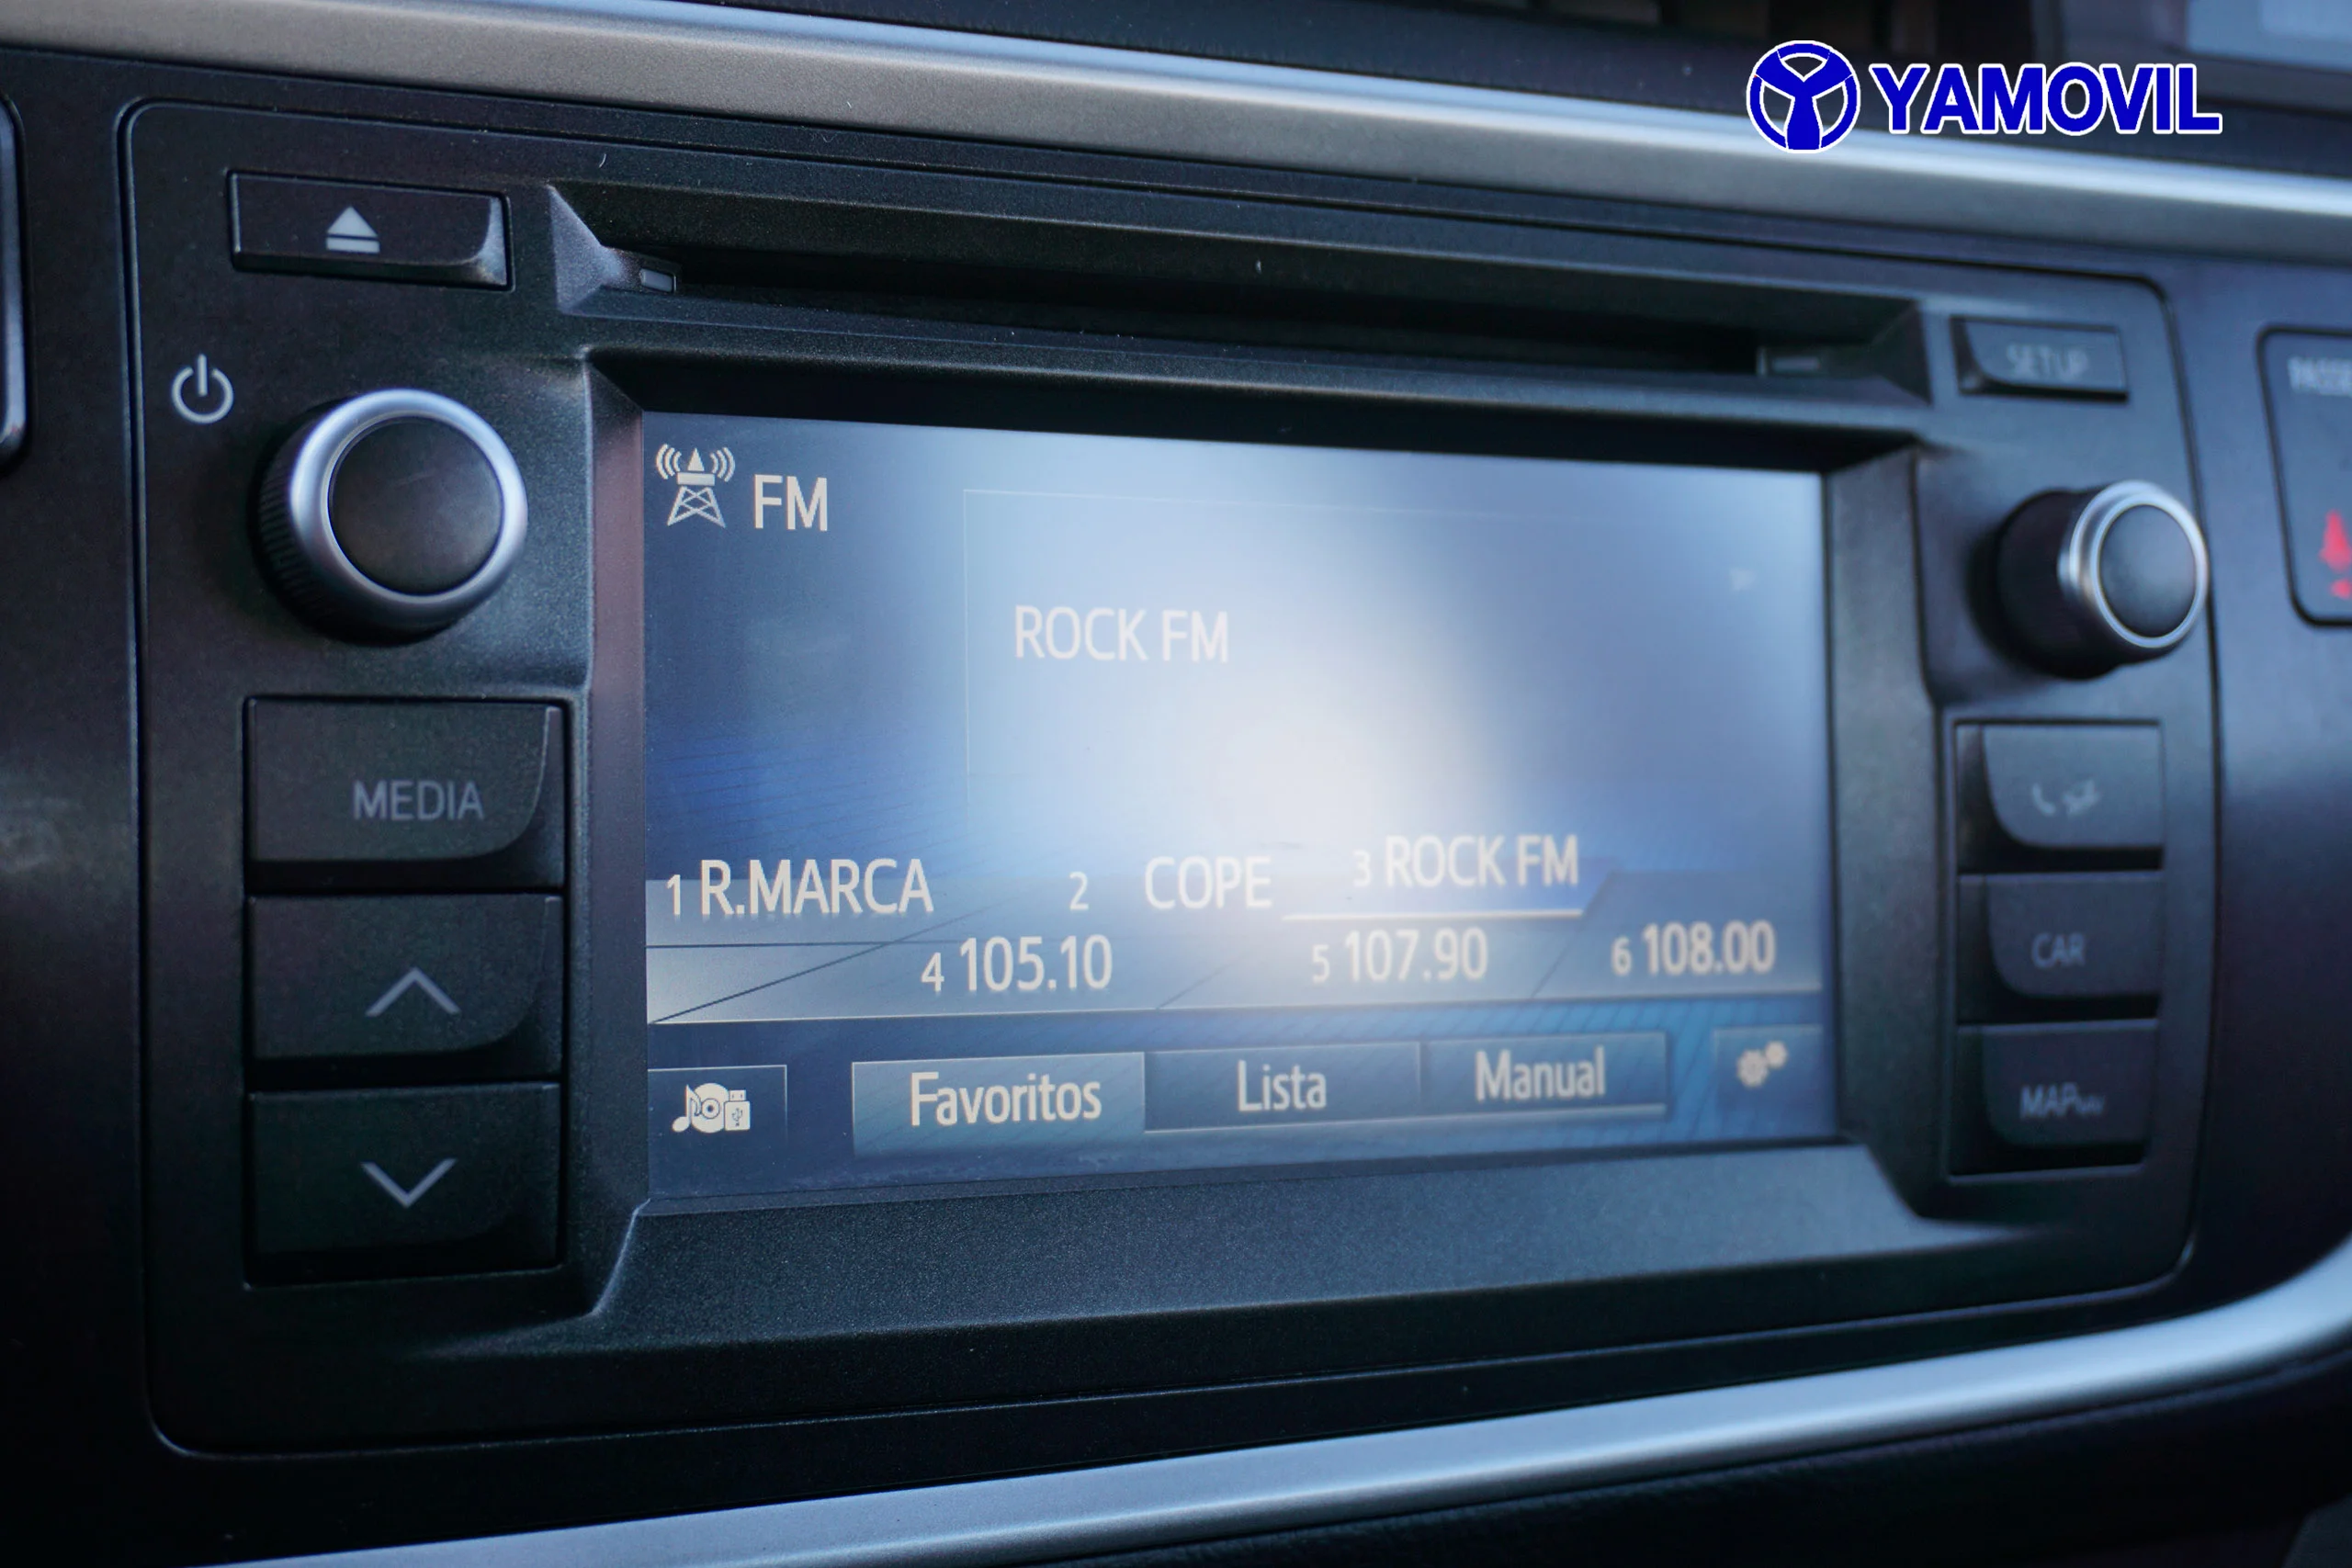 YAMOVIL
SETUP
FM
ROCK FM
MEDIA
1 R.MARCA 2 COPE 3 ROCK FM
4 105.10 5 107.90 6 108.00
CAR
MAP
Favoritos Lista Manual